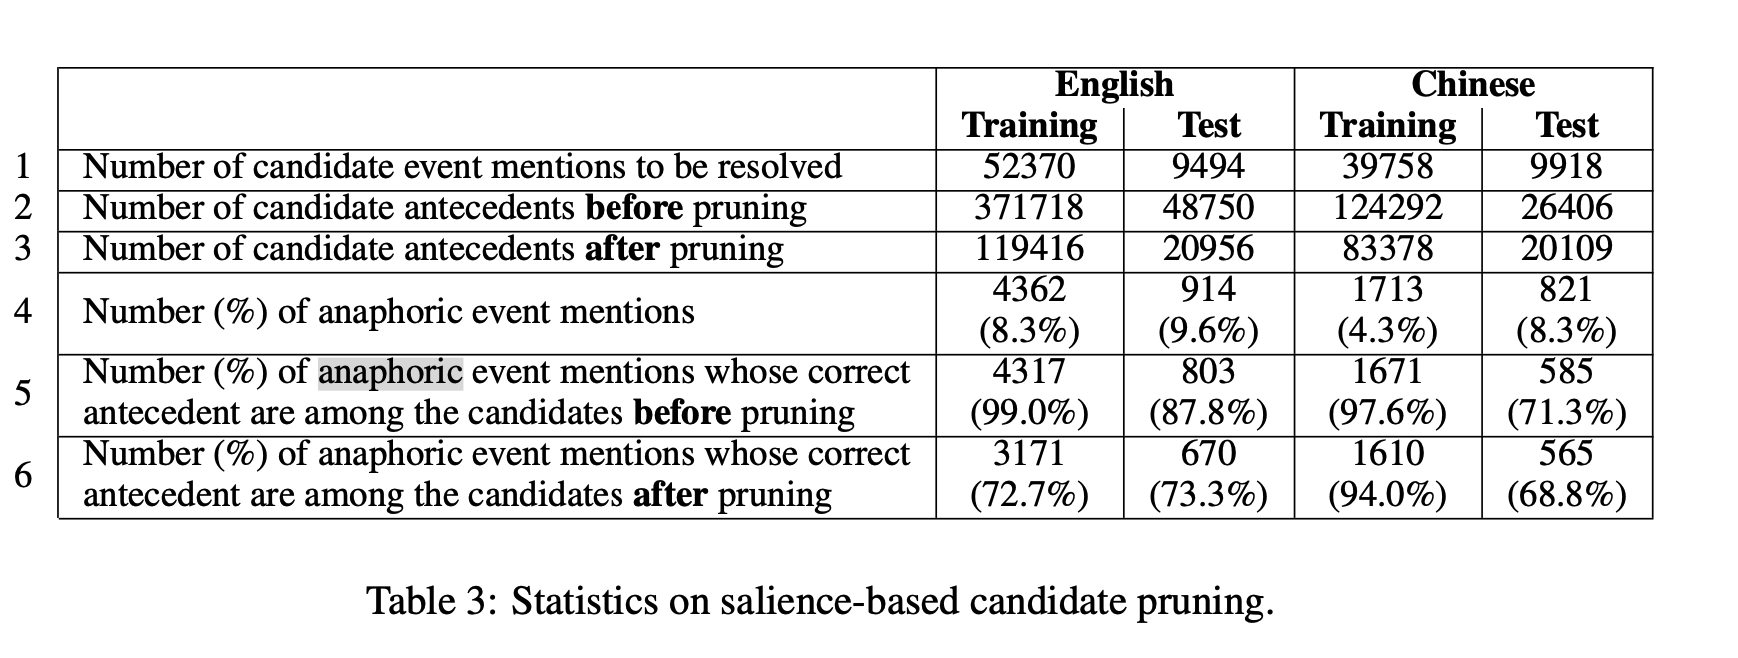 English Chinese
Training Test Training Test
1 Number of candidate event mentions to be resolved 52370 9494 39758 9918
2 Number of candidate antecedents before pruning 371718 48750 124292 26406
3 Number of candidate antecedents after pruning 119416 20956 83378 20109
4 Number (%) of anaphoric event mentions 4362 914 1713 821
(8.3%) (9.6%) (4.3%) (8.3%)
5 Number (%) of anaphoric event mentions whose correct 4317 803 1671 585
antecedent are among the candidates before pruning (99.0%) (87.8%) (97.6%) (71.3%)
6 Number (%) of anaphoric event mentions whose correct 3171 670 1610 565
antecedent are among the candidates after pruning (72.7%) (73.3%) (94.0%) (68.8%)
Table 3: Statistics on salience-based candidate pruning.